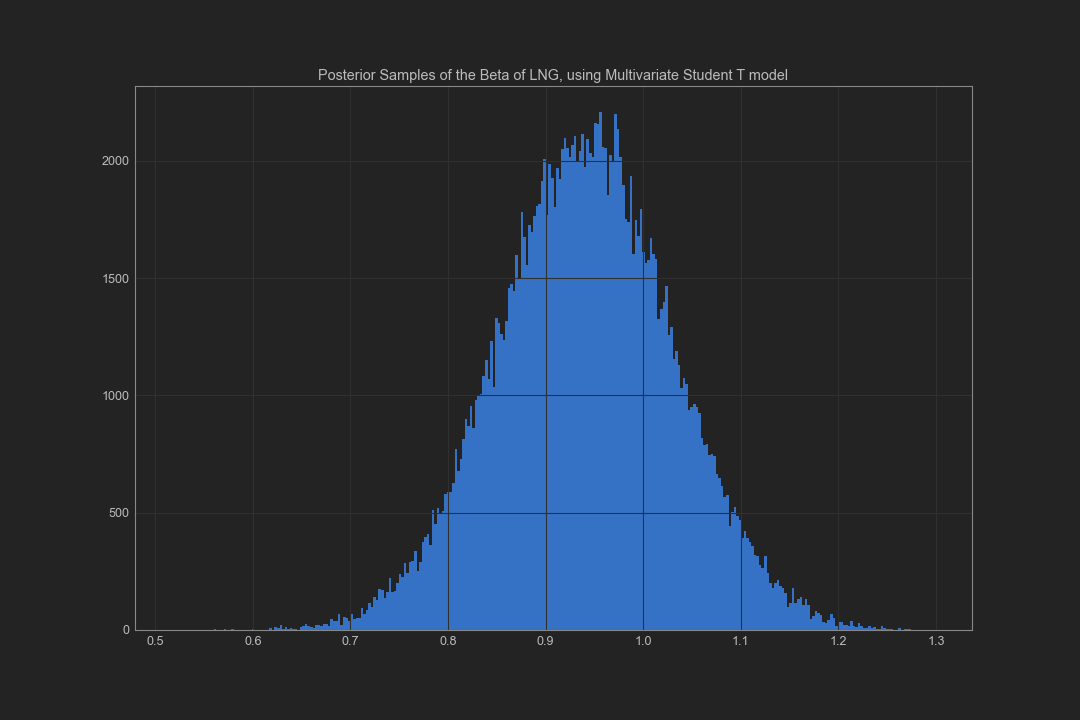 Posterior Samples of the Beta of LNG, using Multivariate Student T model
2000
1500
1000
500
0
0.5 0.6 0.7 0.8 0.9 1.0 1.1 1.2 1.3